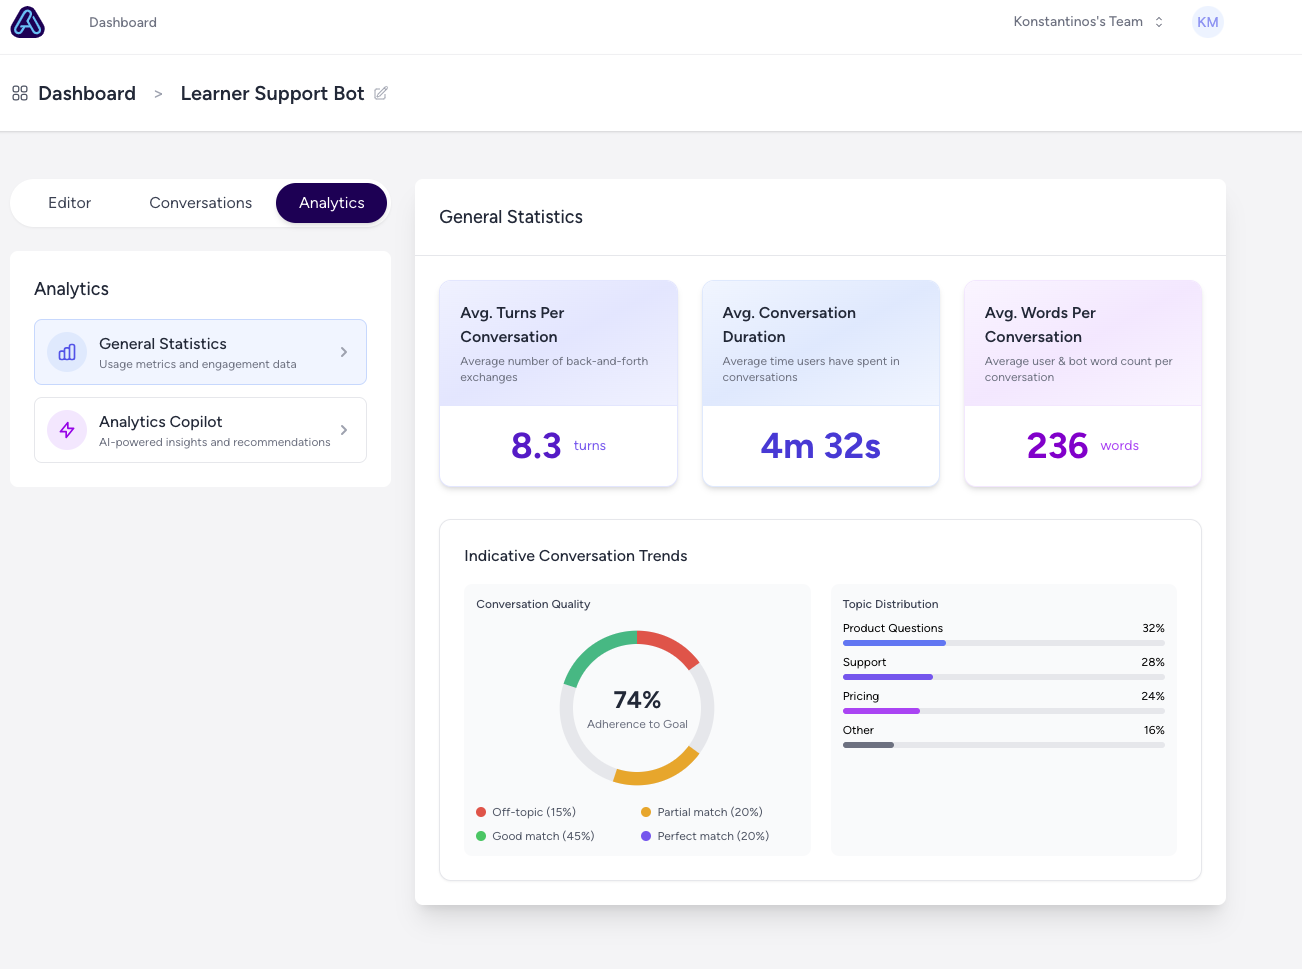 Dashboard
Konstantinos's Team
KM
Dashboard > Learner Support Bot
Editor
Conversations
Analytics
Analytics
General Statistics
Usage metrics and engagement data
Analytics Copilot
AI-powered insights and recommendations
General Statistics
Avg. Turns Per
Conversation
Average number of back-and-forth
exchanges
8.3 turns
Avg. Conversation
Duration
Average time users have spent in
conversations
4m 32s
Avg. Words Per
Conversation
Average user & bot word count per
conversation
236 words
Indicative Conversation Trends
Conversation Quality
74%
Adherence to Goal
Off-topic (15%)
Partial match (20%)
Good match (45%)
Perfect match (20%)
Topic Distribution
Product Questions 32%
Support 28%
Pricing 24%
Other 16%